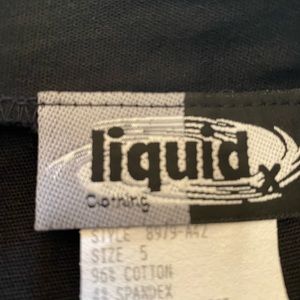 liquid x
Clothing
STYLE 8979-A42
SIZE 5
96% COTTON
4% SPANDEX